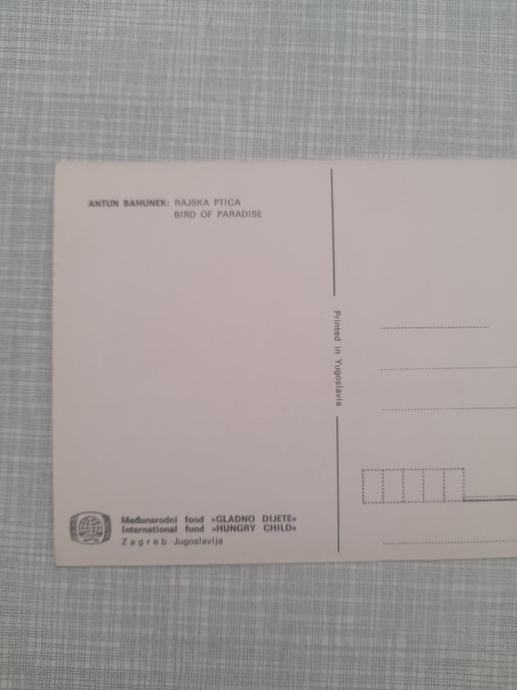 ANTUN BAHUNEK: RAJSKA PTICA
BIRD OF PARADISE
Printed in Yugoslavia
Međunarodni fond »GLADNO DIJETE«
International fund »HUNGRY CHILD«
Zagreb Jugoslavija